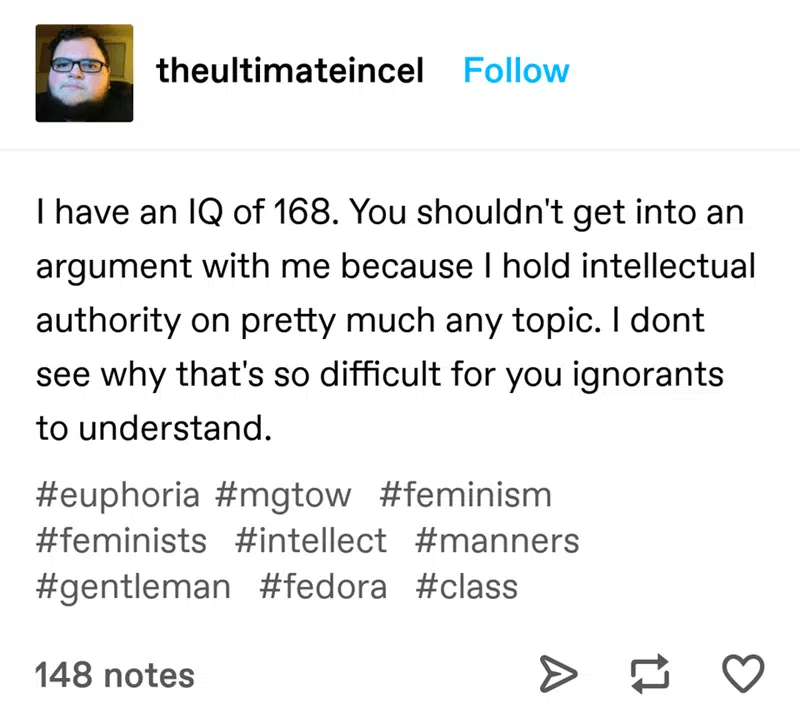 theultimateincel Follow
I have an IQ of 168. You shouldn't get into an
argument with me because I hold intellectual
authority on pretty much any topic. I dont
see why that's so difficult for you ignorants
to understand.
#euphoria #mgtow #feminism
#feminists #intellect #manners
#gentleman #fedora #class
148 notes